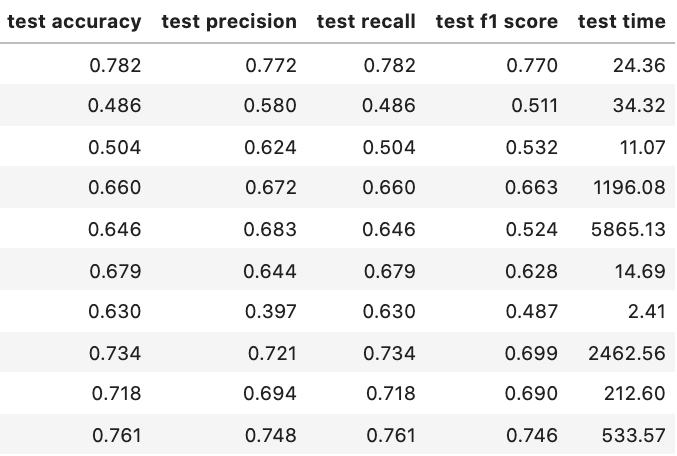 test accuracy test precision test recall test f1 score test time
0.782 0.772 0.782 0.770 24.36
0.486 0.580 0.486 0.511 34.32
0.504 0.624 0.504 0.532 11.07
0.660 0.672 0.660 0.663 1196.08
0.646 0.683 0.646 0.524 5865.13
0.679 0.644 0.679 0.628 14.69
0.630 0.397 0.630 0.487 2.41
0.734 0.721 0.734 0.699 2462.56
0.718 0.694 0.718 0.690 212.60
0.761 0.748 0.761 0.746 533.57